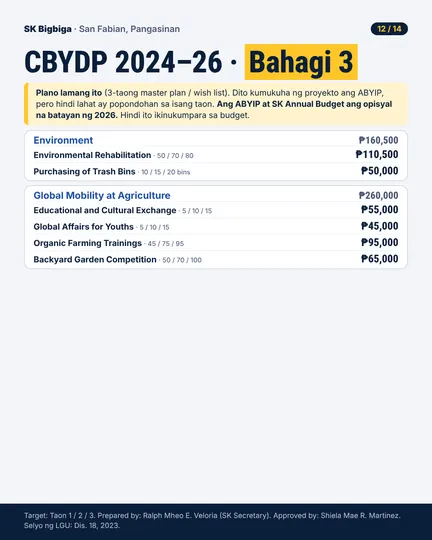 SK Bigbiga · San Fabian, Pangasinan
12 / 14
CBYDP 2024–26 · Bahagi 3
Plano lamang ito (3-taong master plan / wish list). Dito kumukuha ng proyekto ang ABYIP,
pero hindi lahat ay popondohan sa isang taon. Ang ABYIP at SK Annual Budget ang opisyal
na batayan ng 2026. Hindi ito ikinukumpara sa budget.
Environment ₱160,500
Environmental Rehabilitation · 50 / 70 / 80 ₱110,500
Purchasing of Trash Bins · 10 / 15 / 20 bins ₱50,000
Global Mobility at Agriculture ₱260,000
Educational and Cultural Exchange · 5 / 10 / 15 ₱55,000
Global Affairs for Youths · 5 / 10 / 15 ₱45,000
Organic Farming Trainings · 45 / 75 / 95 ₱95,000
Backyard Garden Competition · 50 / 70 / 100 ₱65,000
Target: Taon 1 / 2 / 3. Prepared by: Ralph Mheo E. Veloria (SK Secretary). Approved by: Shiela Mae R. Martinez.
Selyo ng LGU: Dis. 18, 2023.